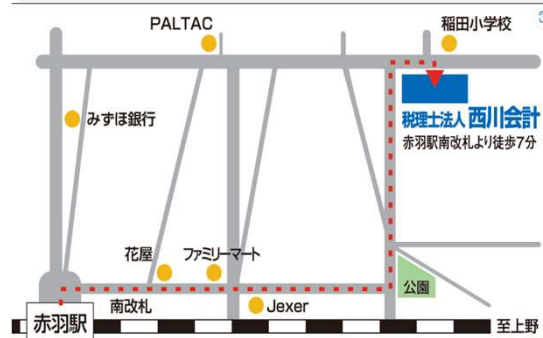 PALTAC
稲田小学校
みずほ銀行
税理士法人 西川会計
赤羽駅南改札より徒歩7分
花屋
ファミリーマート
公園
赤羽駅
南改札
Jexer
至上野